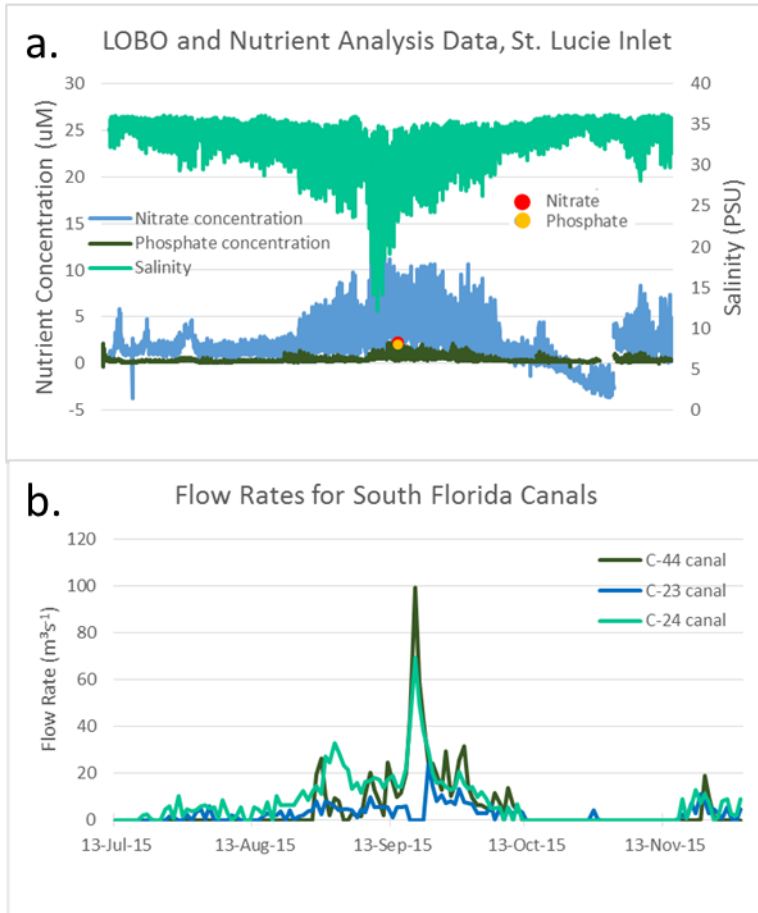 a.
LOBO and Nutrient Analysis Data, St. Lucie Inlet
Nutrient Concentration (uM)
30
25
20
15
10
5
0
-5
Nitrate concentration
Phosphate concentration
Salinity
Nitrate
Phosphate
40
35
30
25
20
15
10
5
0
Salinity (PSU)
b.
Flow Rates for South Florida Canals
Flow Rate (m³s⁻¹)
120
100
80
60
40
20
0
C-44 canal
C-23 canal
C-24 canal
13-Jul-15 13-Aug-15 13-Sep-15 13-Oct-15 13-Nov-15